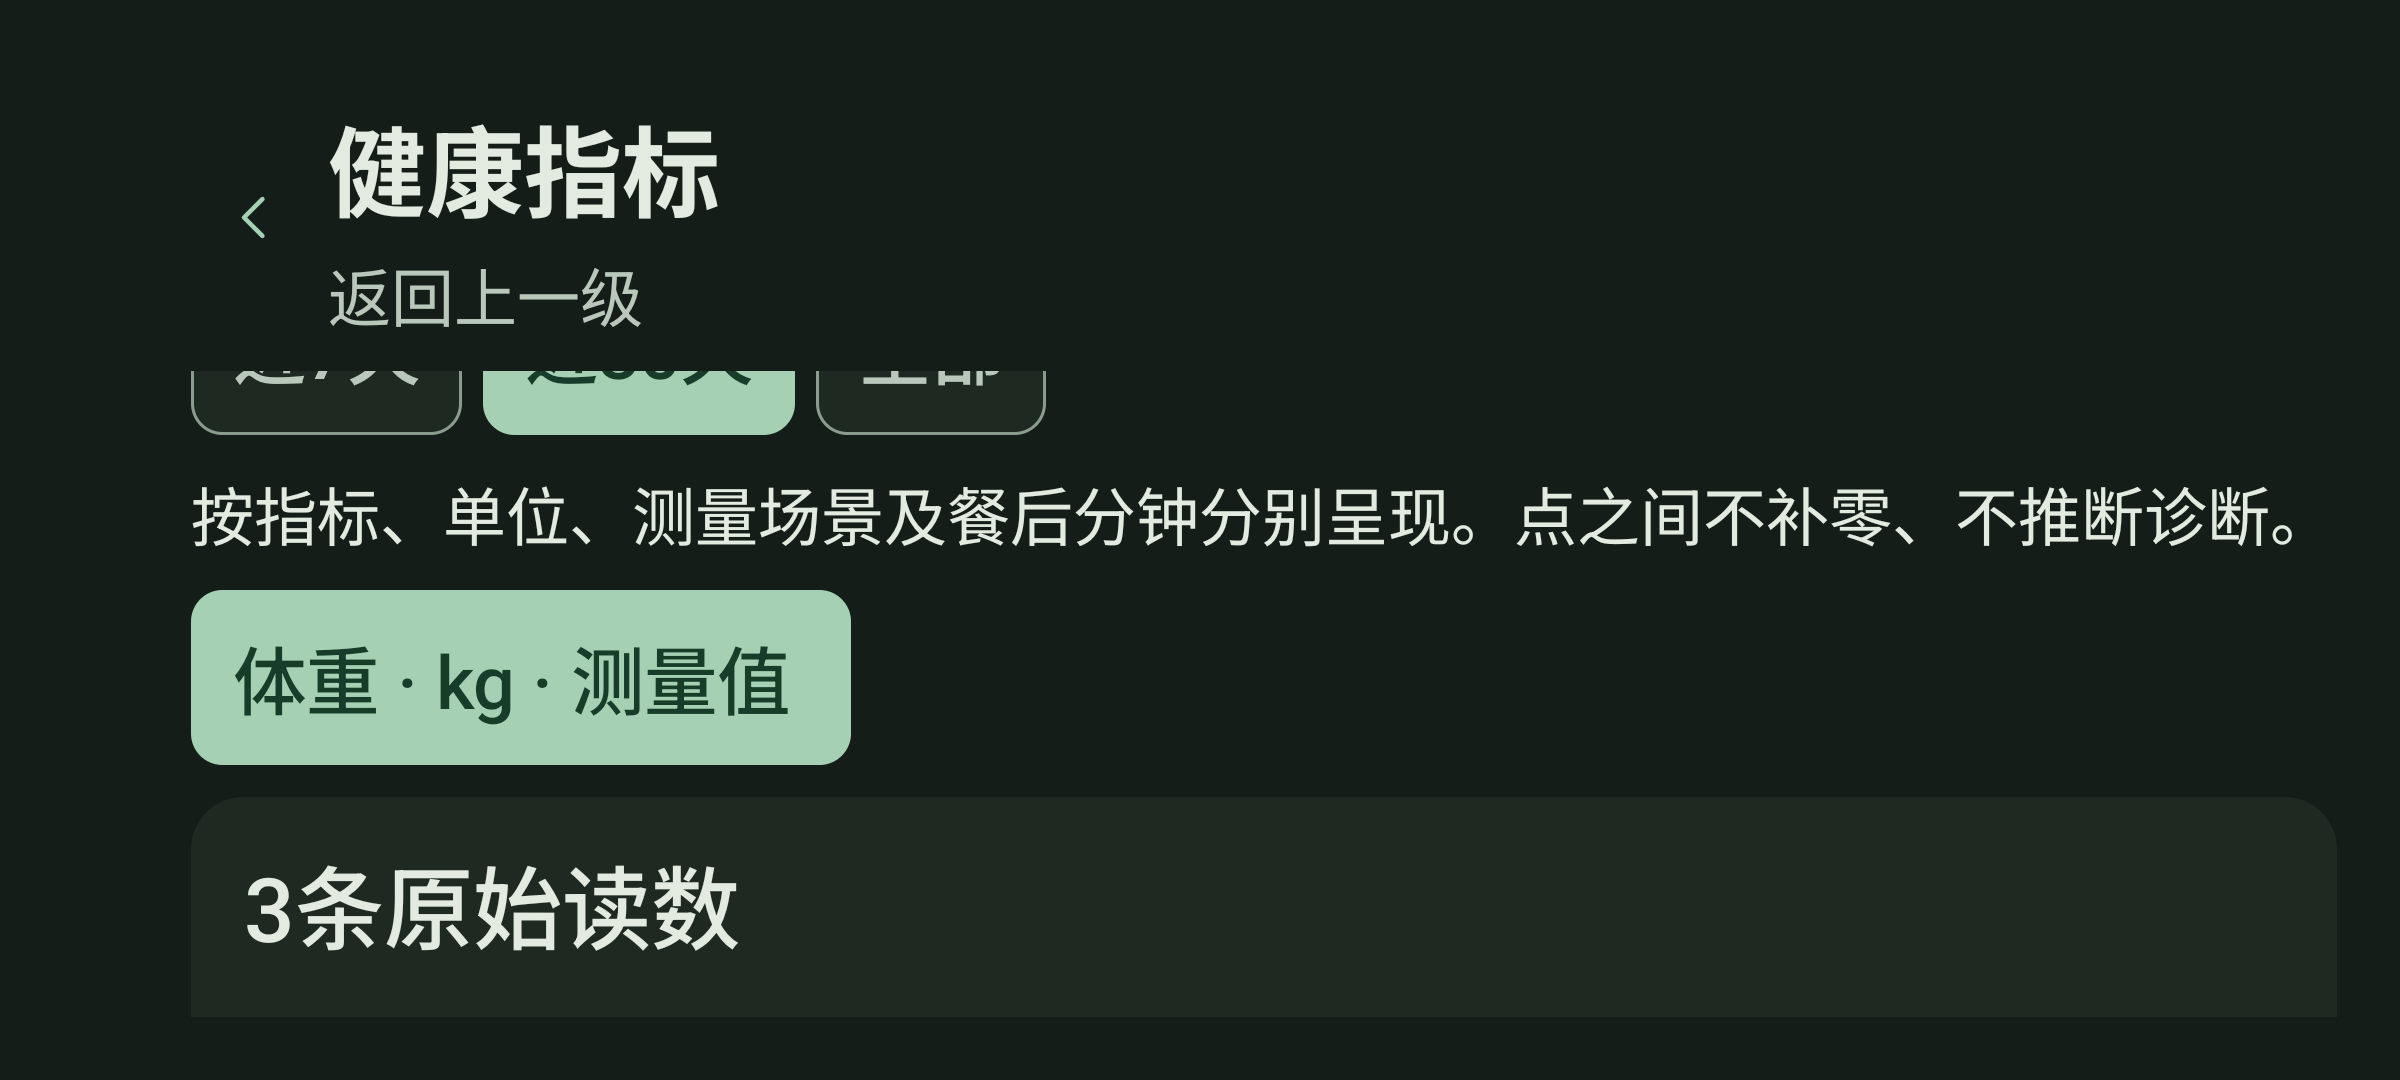 健康指标
返回上一级
按指标、单位、测量场景及餐后分钟分别呈现。点之间不补零、不推断诊断。
体重 · kg · 测量值
3条原始读数